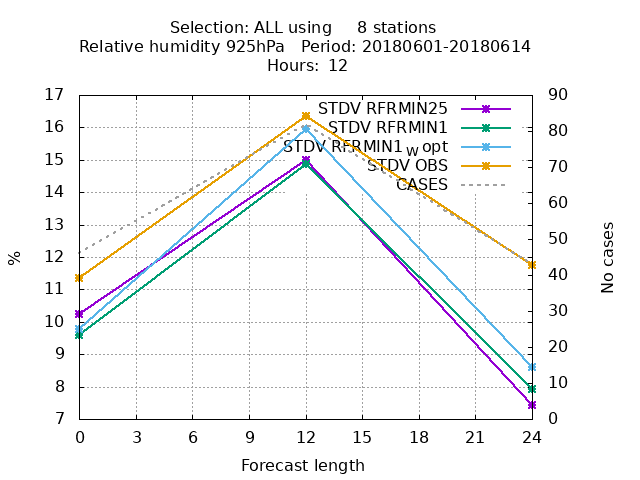 Selection: ALL using     8 stations
Relative humidity 925hPa   Period: 20180601-20180614
Hours: 12
17 90
STDV RFRMIN25
16 80
STDV RFRMIN1
STDV RFRMIN1 w opt
15 70
STDV OBS
14 CASES
60
13
50
12
%
No cases
11 40
10 30
9 20
8 10
7 0
0 3 6 9 12 15 18 21 24
Forecast length